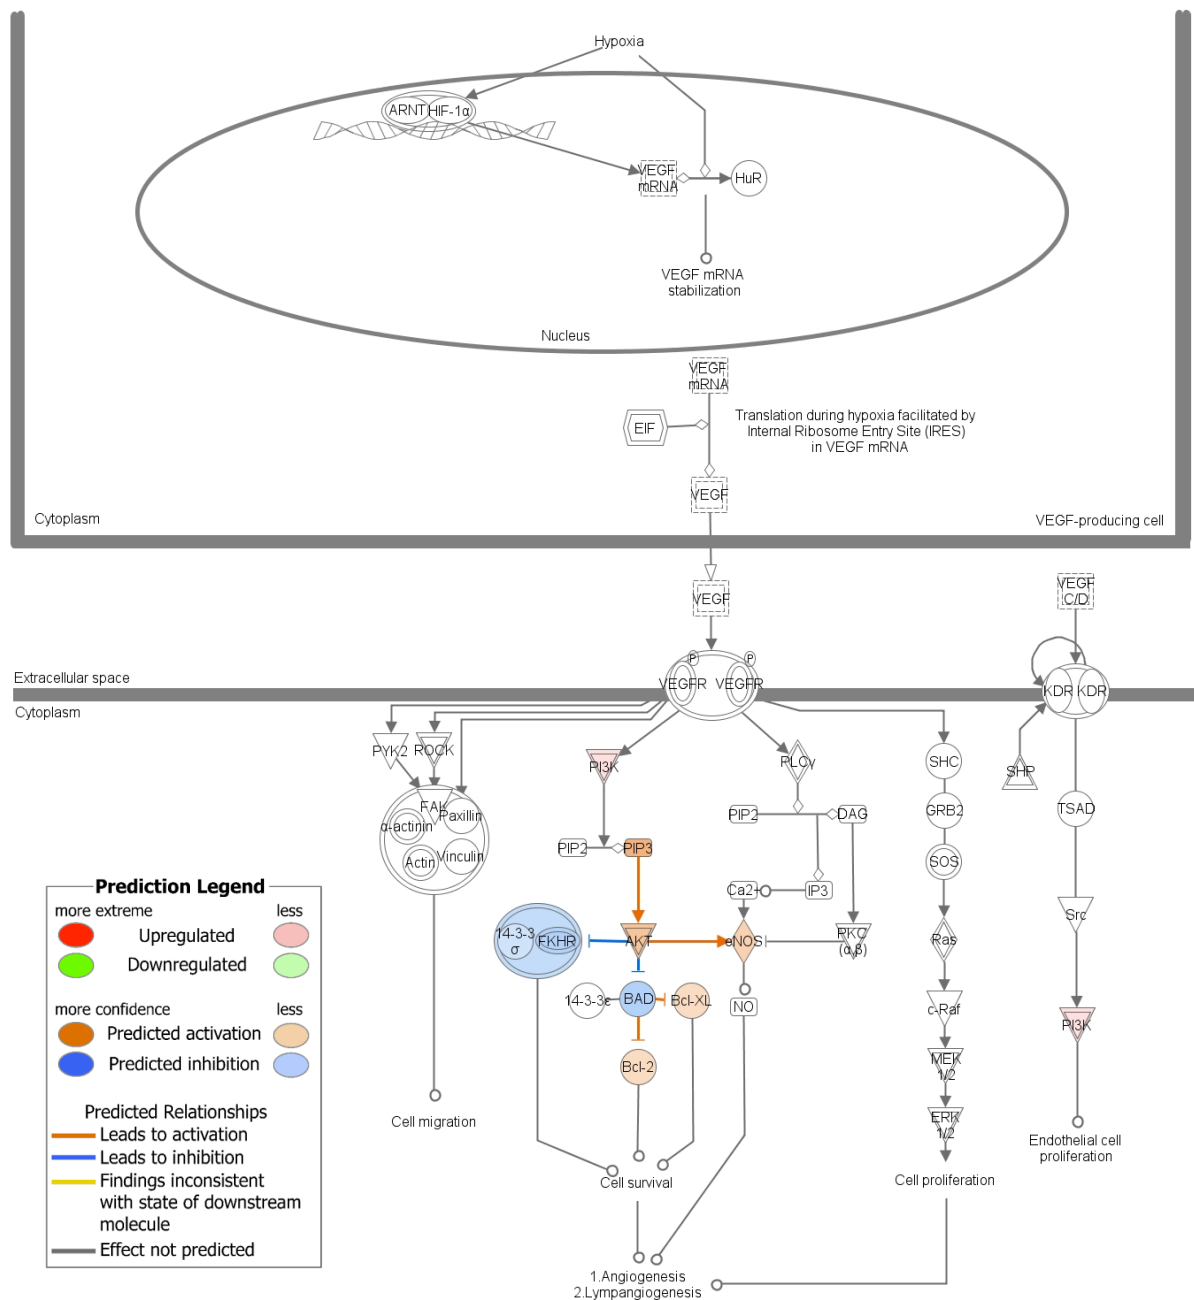 Hypoxia
ARNT
HIF-1α
VEGF
mRNA
HuR
VEGF mRNA
stabilization
Nucleus
VEGF
mRNA
EIF
Translation during hypoxia facilitated by
Internal Ribosome Entry Site (IRES)
in VEGF mRNA
VEGF
Cytoplasm
VEGF-producing cell
VEGF
VEGF
C/D
Extracellular space
Cytoplasm
P
P
VEGFR
VEGFR
KDR
KDR
PYK2
ROCK
PI3K
PLCγ
SHC
SHP
FAK
Paxillin
α-actinin
Actin
Vinculin
PIP2
PIP3
PIP2
DAG
GRB2
TSAD
SOS
Ca2+
IP3
14-3-3
σ
FKHR
AKT
eNOS
PKC
(α,β)
Ras
Src
14-3-3ε
BAD
Bcl-XL
NO
c-Raf
PI3K
Bcl-2
MEK
1/2
ERK
1/2
Cell migration
Endothelial cell
proliferation
Cell survival
Cell proliferation
1.Angiogenesis
2.Lympangiogenesis
Prediction Legend
more extreme
less
Upregulated
Downregulated
more confidence
less
Predicted activation
Predicted inhibition
Predicted Relationships
Leads to activation
Leads to inhibition
Findings inconsistent
with state of downstream
molecule
Effect not predicted